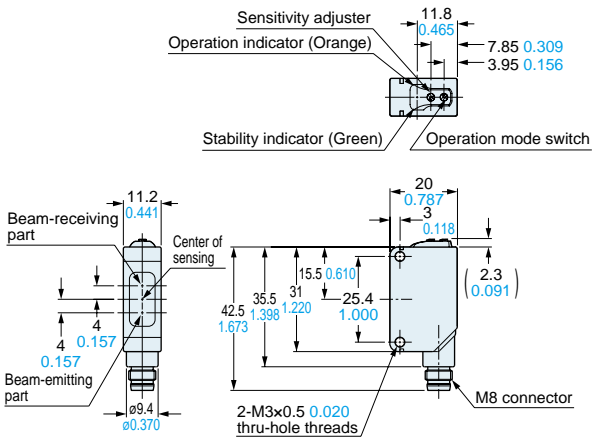 Sensitivity adjuster
Operation indicator (Orange)
11.8
0.465
7.85 0.309
3.95 0.156
Stability indicator (Green)
Operation mode switch
11.2
0.441
Beam-receiving
part
Center of
sensing
4
0.157
4
0.157
Beam-emitting
part
ø9.4
ø0.370
20
0.787
3
0.118
15.5 0.610
2.3
0.091
25.4
1.000
31
1.220
35.5
1.398
42.5
1.673
2-M3×0.5 0.020
thru-hole threads
M8 connector